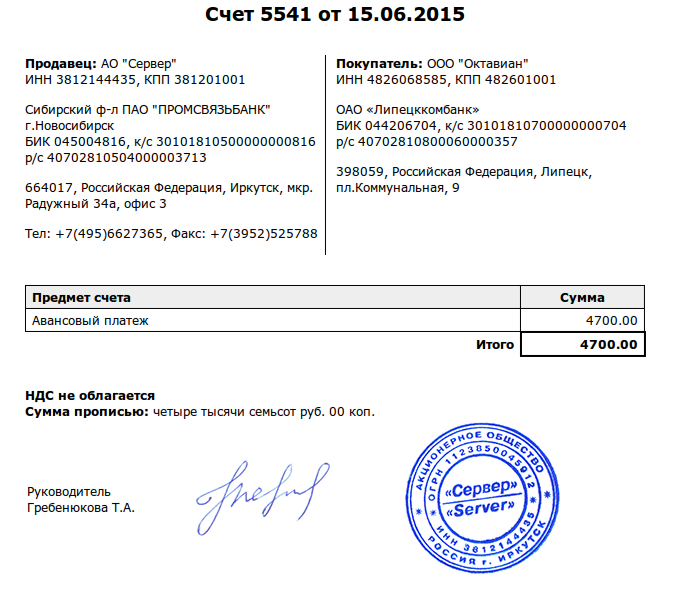 Счет 5541 от 15.06.2015
Продавец: АО "Сервер"
ИНН 3812144435, КПП 381201001
Сибирский ф-л ПАО "ПРОМСВЯЗЬБАНК"
г.Новосибирск
БИК 045004816, к/с 30101810500000000816
р/с 40702810504000003713
664017, Российская Федерация, Иркутск, мкр.
Радужный 34а, офис 3
Тел: +7(495)6627365, Факс: +7(3952)525788
Покупатель: ООО "Октавиан"
ИНН 4826068585, КПП 482601001
ОАО «Липецккомбанк»
БИК 044206704, к/с 30101810700000000704
р/с 40702810800060000357
398059, Российская Федерация, Липецк,
пл.Коммунальная, 9
Предмет счета Сумма
Авансовый платеж 4700.00
Итого 4700.00
НДС не облагается
Сумма прописью: четыре тысячи семьсот руб. 00 коп.
Руководитель
Гребенюкова Т.А.
АКЦИОНЕРНОЕ ОБЩЕСТВО
ОГРН 1123850045912
«Сервер»
«Server»
ИНН 3812144435
РОССИЯ г. ИРКУТСК